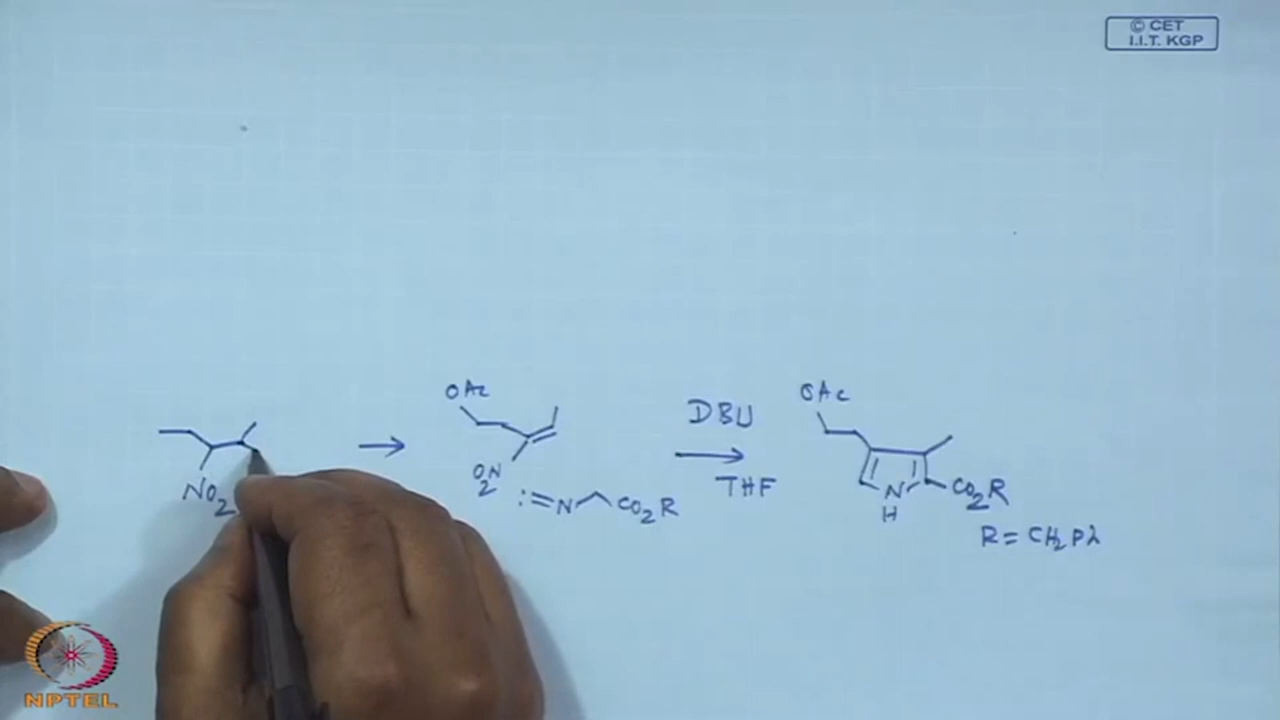 © CET
I.I.T. KGP
OAc
OAc
DBU
THF
NO2
O2N
:=N CO2R
N
H
CO2R
R = CH2Ph
NPTEL